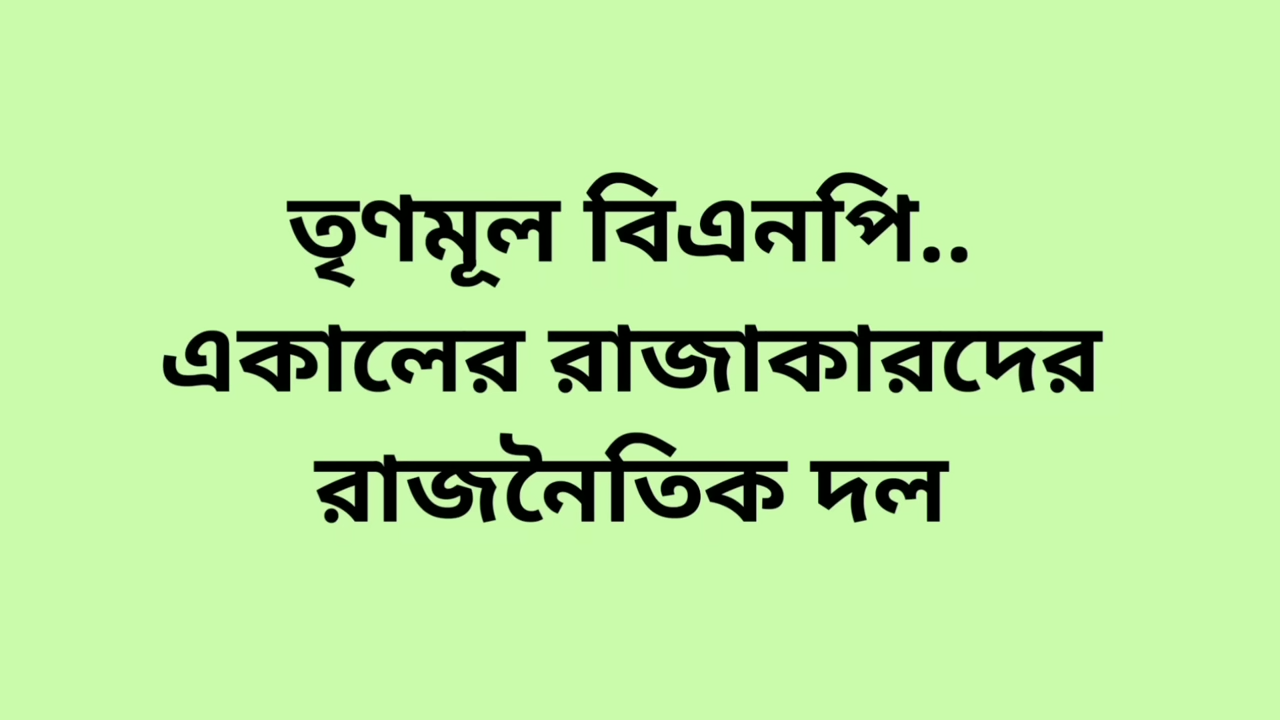 তৃণমূল বিএনপি..
একালের রাজাকারদের
রাজনৈতিক দল